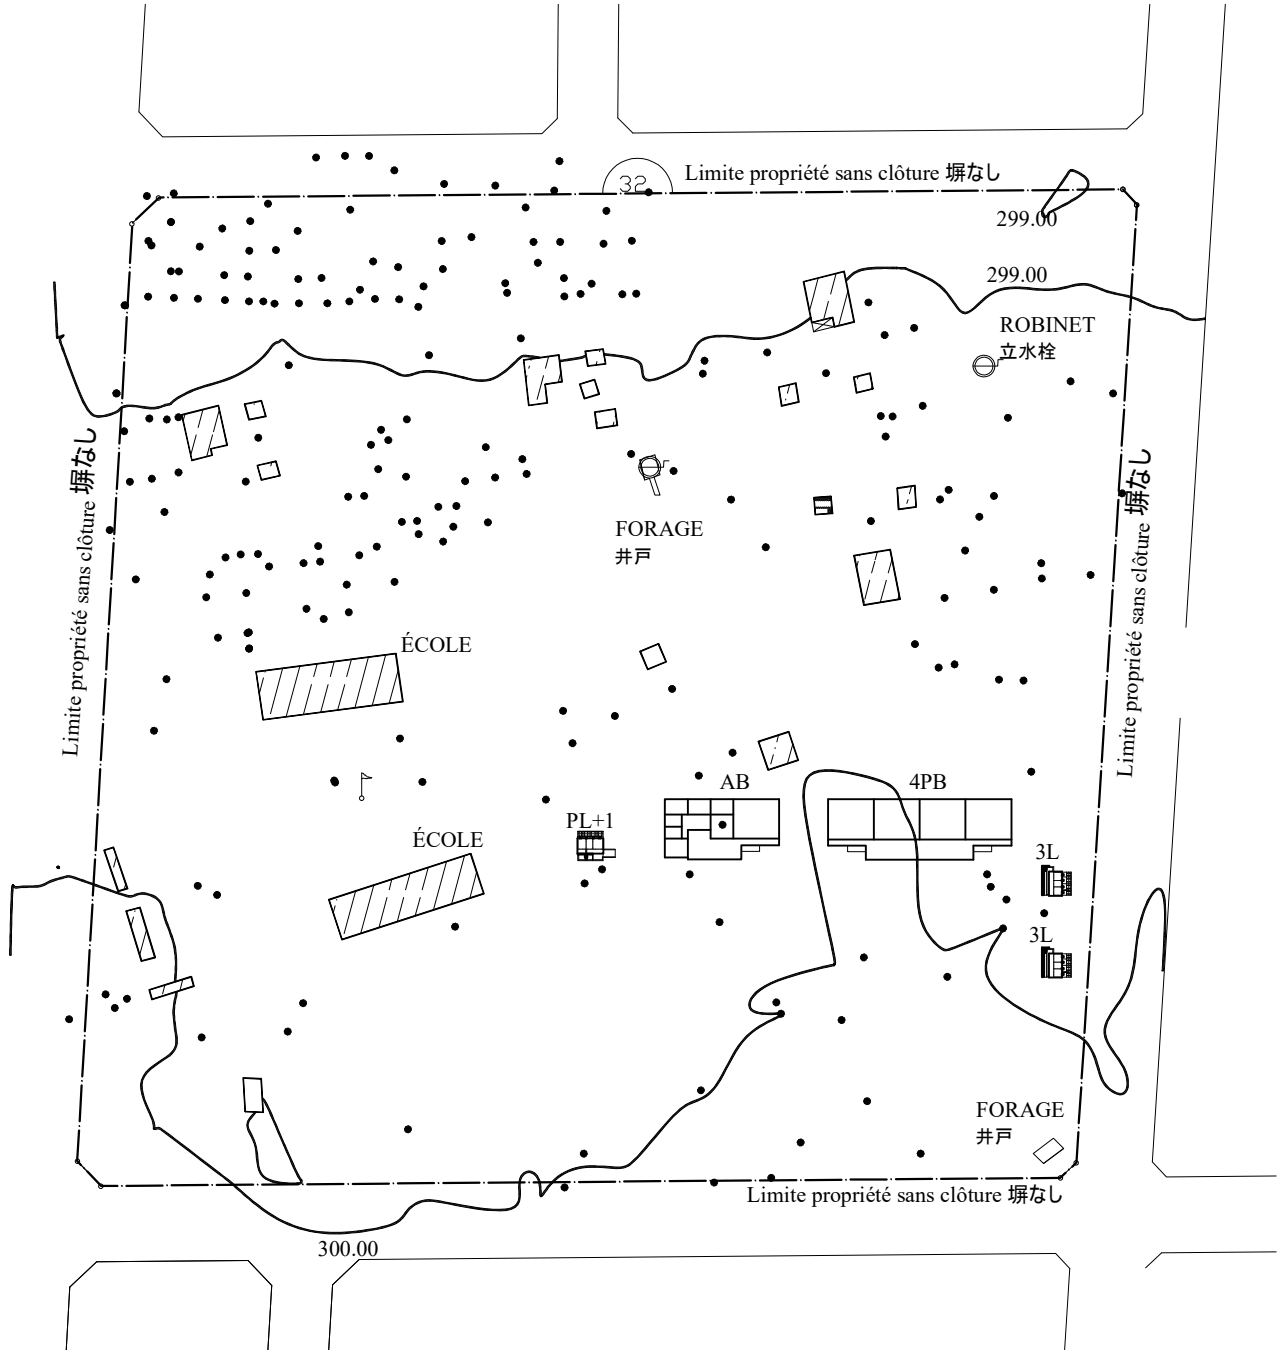 32
Limite propriété sans clôture 塀なし
299.00
299.00
ROBINET
立水栓
Limite propriété sans clôture 塀なし
Limite propriété sans clôture 塀なし
FORAGE
井戸
ÉCOLE
AB
4PB
PL+1
ÉCOLE
3L
3L
FORAGE
井戸
Limite propriété sans clôture 塀なし
300.00